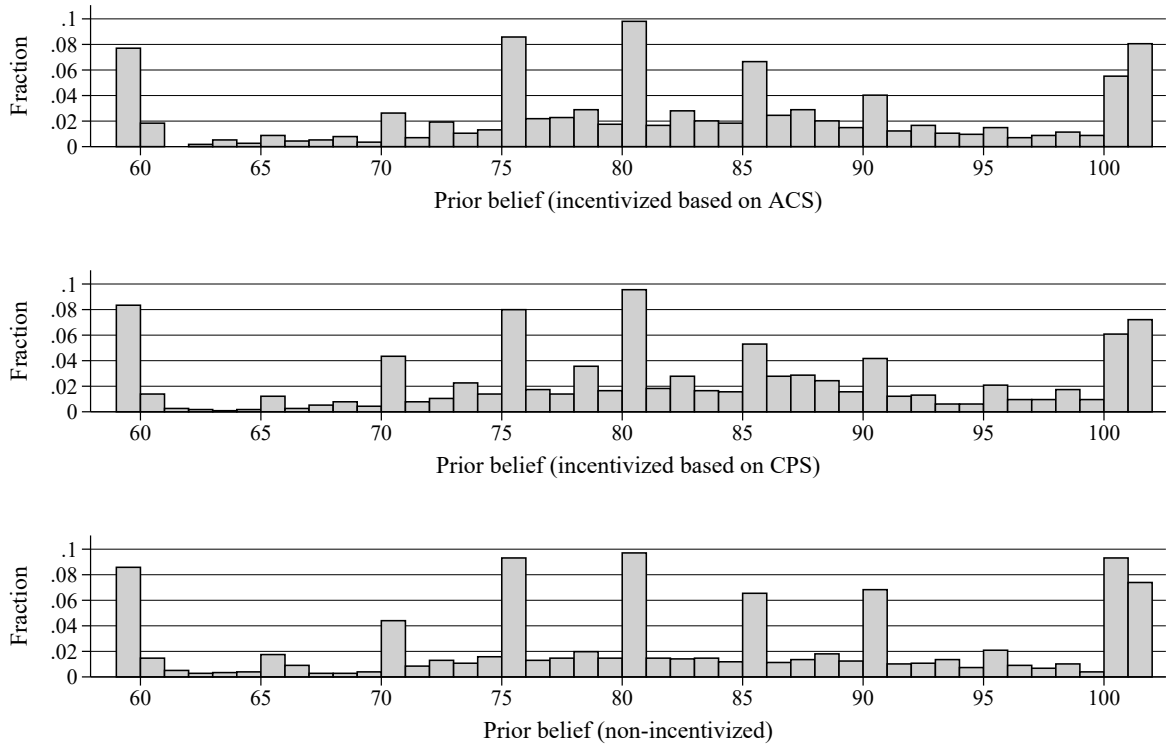 .1
.08
.06
.04
.02
0
Fraction
60 65 70 75 80 85 90 95 100
Prior belief (incentivized based on ACS)
.1
.08
.06
.04
.02
0
Fraction
60 65 70 75 80 85 90 95 100
Prior belief (incentivized based on CPS)
.1
.08
.06
.04
.02
0
Fraction
60 65 70 75 80 85 90 95 100
Prior belief (non-incentivized)